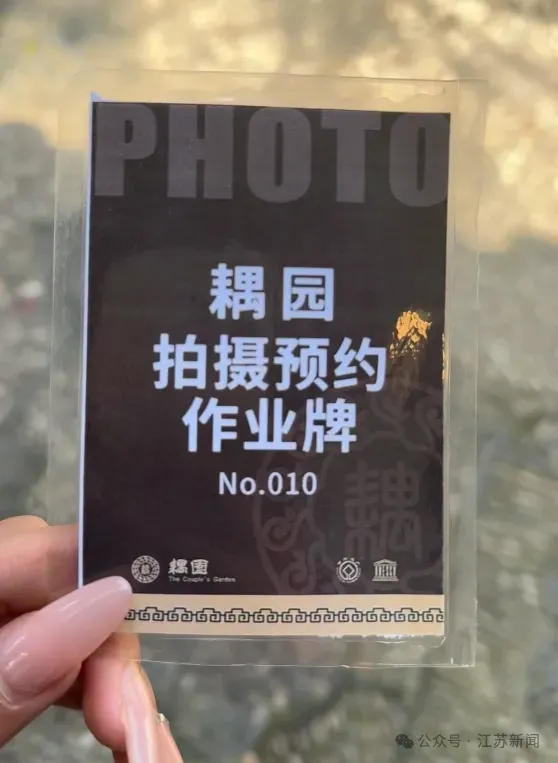 PHOTO
耦园
拍摄预约
作业牌
No.010
耦园
The Couple's Garden
耦
公众号·江苏新闻